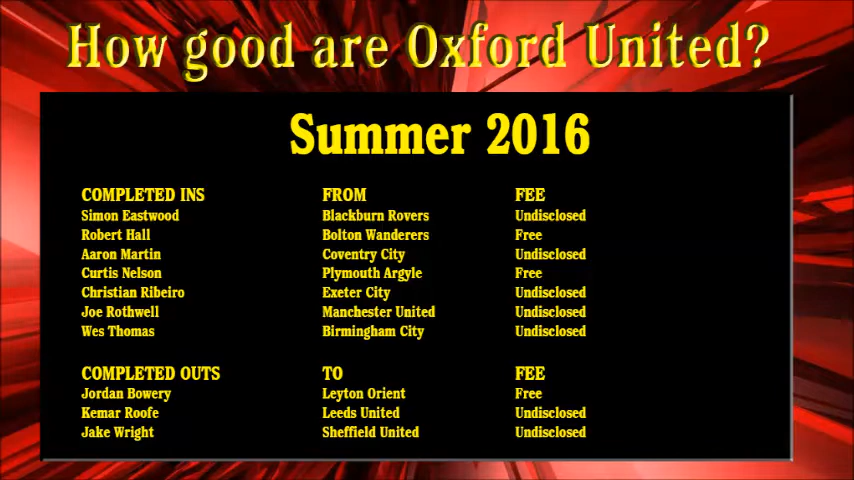 How good are Oxford United?
Summer 2016
COMPLETED INS FROM FEE
Simon Eastwood Blackburn Rovers Undisclosed
Robert Hall Bolton Wanderers Free
Aaron Martin Coventry City Undisclosed
Curtis Nelson Plymouth Argyle Free
Christian Ribeiro Exeter City Undisclosed
Joe Rothwell Manchester United Undisclosed
Wes Thomas Birmingham City Undisclosed
COMPLETED OUTS TO FEE
Jordan Bowery Leyton Orient Free
Kemar Roofe Leeds United Undisclosed
Jake Wright Sheffield United Undisclosed